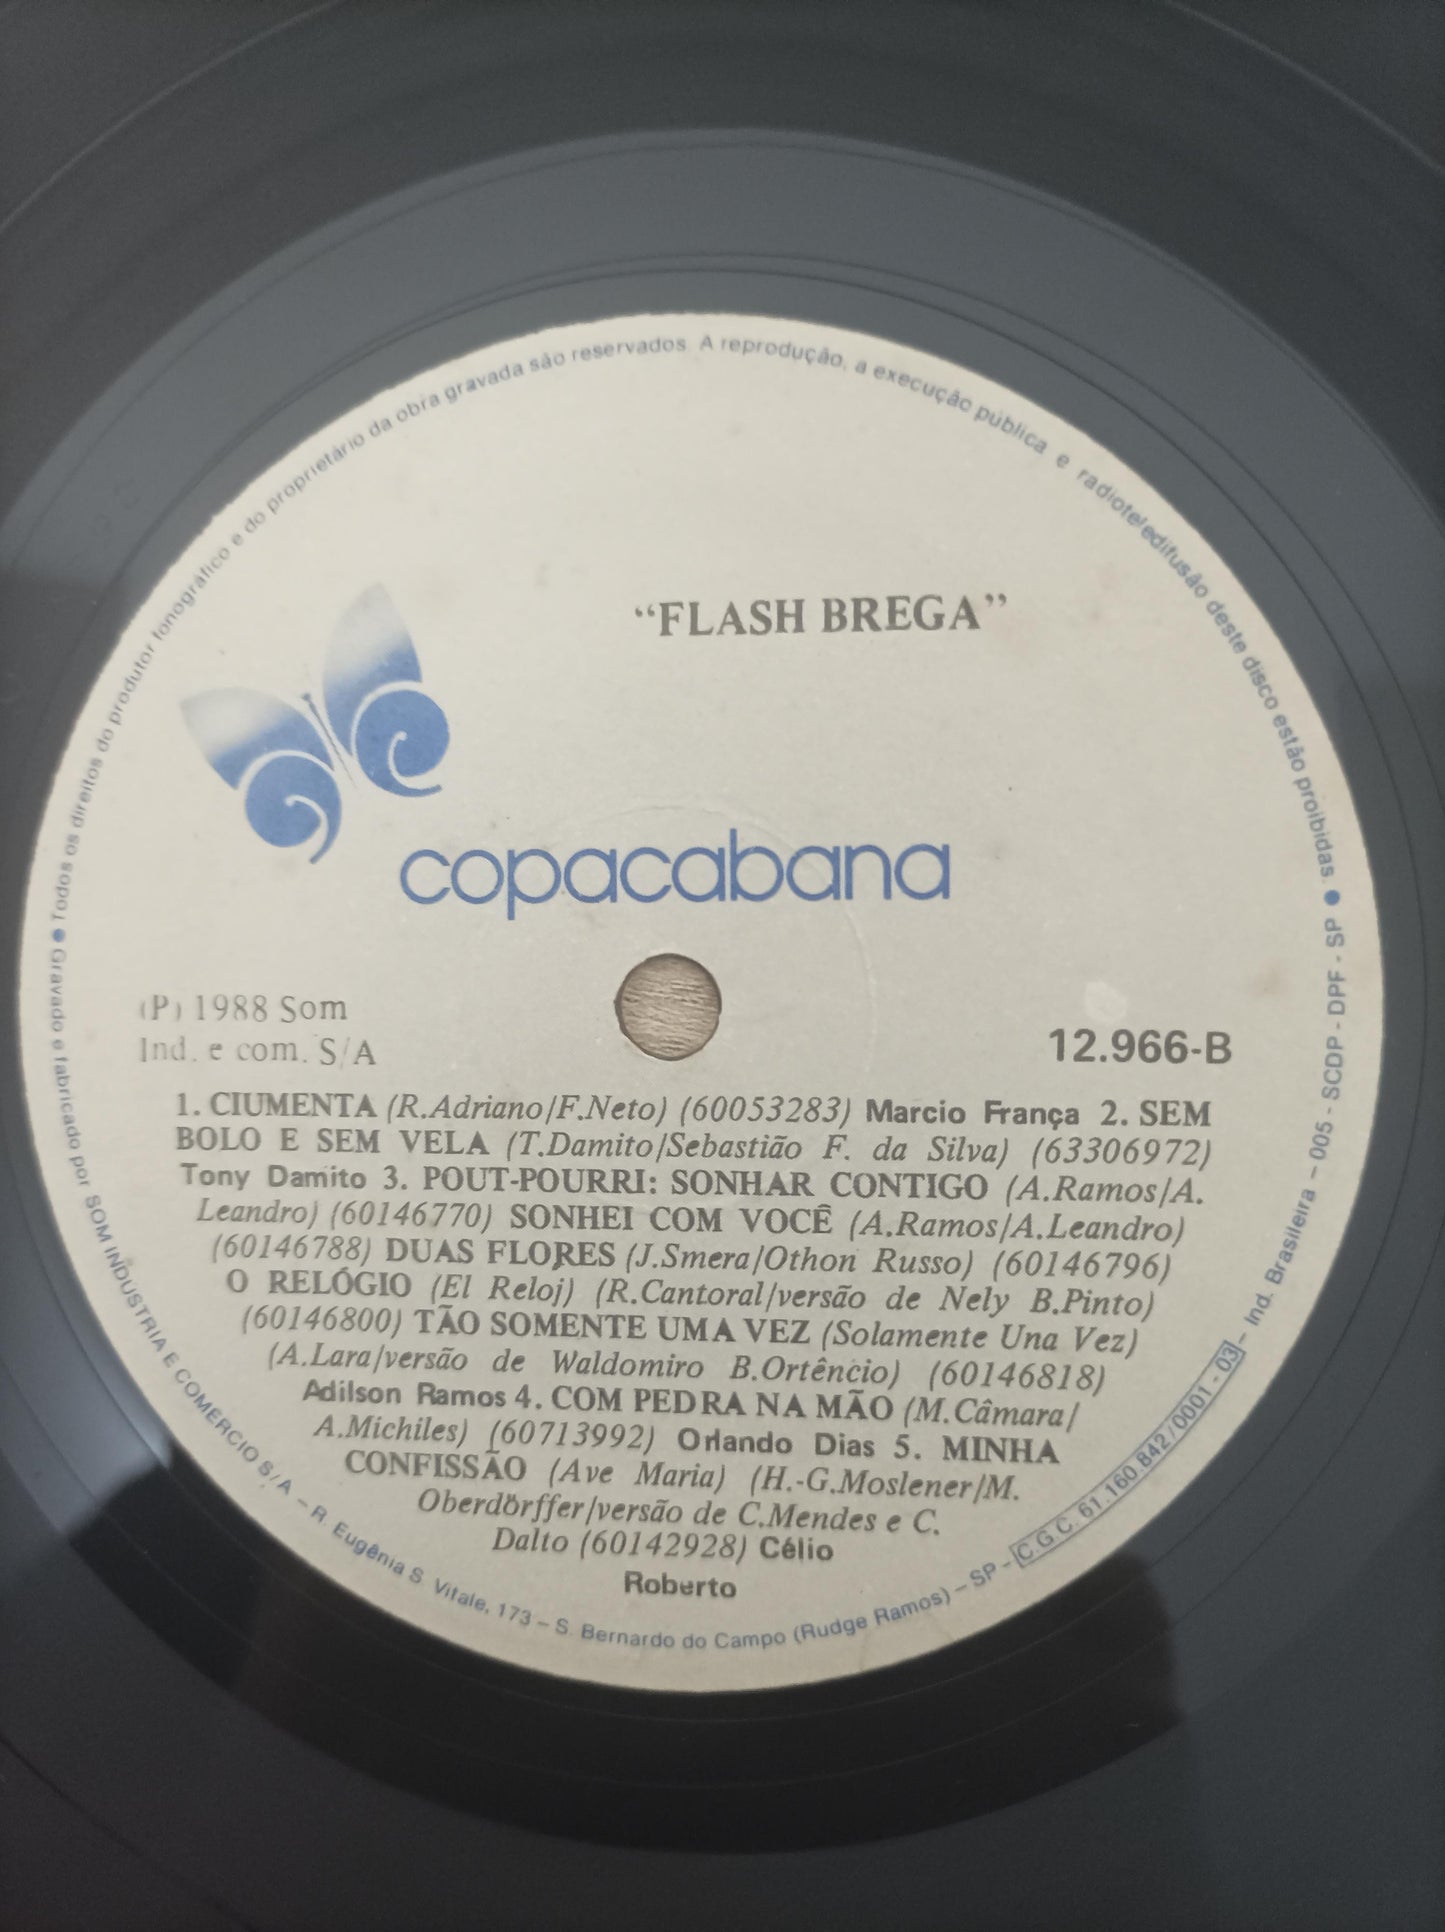 “FLASH BREGA”
copacabana
(P) 1988 Som
Ind. e com. S/A
12.966-B
1. CIUMENTA (R.Adriano/F.Neto) (60053283) Marcio França 2. SEM
BOLO E SEM VELA (T.Damito/Sebastião F. da Silva) (63306972)
Tony Damito 3. POUT-POURRI: SONHAR CONTIGO (A.Ramos/A.
Leandro) (60146770) SONHEI COM VOCÊ (A.Ramos/A.Leandro)
(60146788) DUAS FLORES (J.Smera/Othon Russo) (60146796)
O RELÓGIO (El Reloj) (R.Cantoral/versão de Nely B.Pinto)
(60146800) TÃO SOMENTE UMA VEZ (Solamente Una Vez)
(A.Lara/versão de Waldomiro B.Ortêncio) (60146818)
Adilson Ramos 4. COM PEDRA NA MÃO (M.Câmara/
A.Michiles) (60713992) Orlando Dias 5. MINHA
CONFISSÃO (Ave Maria) (H.-G.Moslener/M.
Oberdörffer/versão de C.Mendes e C.
Dalto (60142928) Célio
Roberto
● Todos os direitos do produtor fonográfico e do proprietário da obra gravada são reservados. A reprodução, a execução pública e radioteledifusão deste disco estão proibidas. ●
Gravado e fabricado por SOM INDUSTRIA E COMERCIO S/A – R. Eugênia S. Vitale, 173 – S. Bernardo do Campo (Rudge Ramos) – SP - C.G.C. 61.160.842/0001 - 03 – Ind. Brasileira – 005 - SCDP - DPF - SP